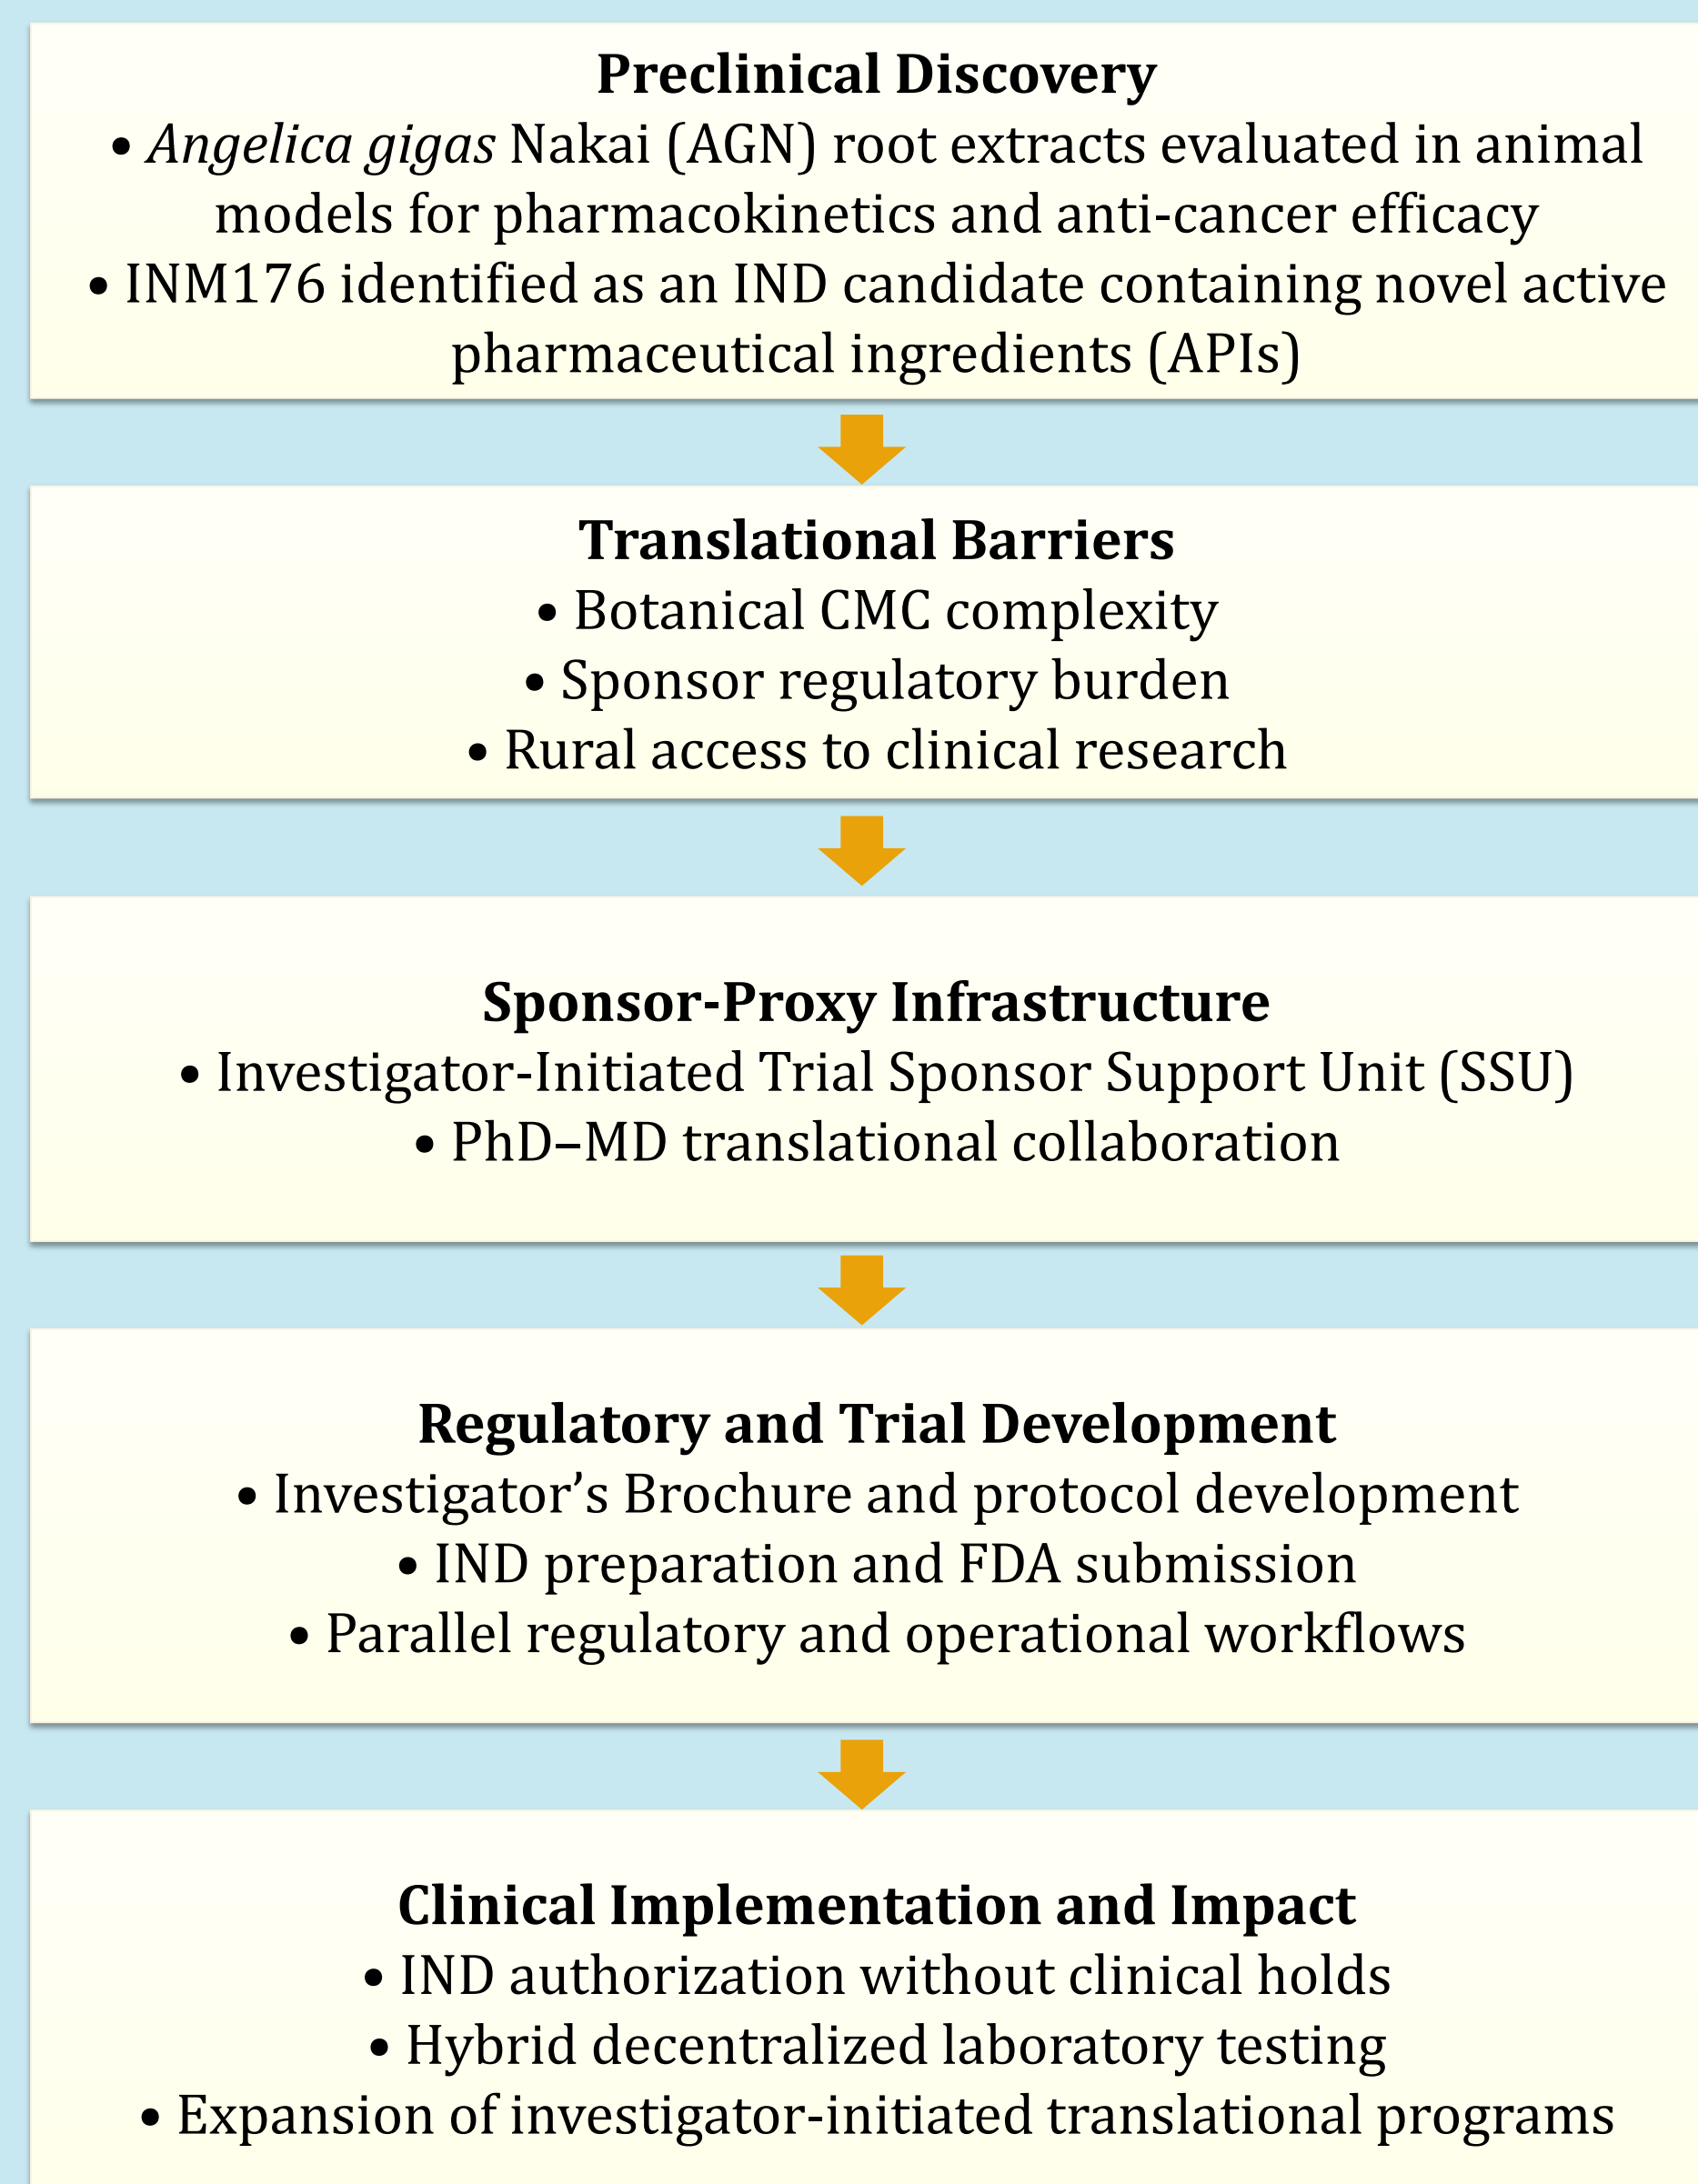 Preclinical Discovery
• Angelica gigas Nakai (AGN) root extracts evaluated in animal
models for pharmacokinetics and anti-cancer efficacy
• INM176 identified as an IND candidate containing novel active
pharmaceutical ingredients (APIs)
Translational Barriers
• Botanical CMC complexity
• Sponsor regulatory burden
• Rural access to clinical research
Sponsor-Proxy Infrastructure
• Investigator-Initiated Trial Sponsor Support Unit (SSU)
• PhD–MD translational collaboration
Regulatory and Trial Development
• Investigator’s Brochure and protocol development
• IND preparation and FDA submission
• Parallel regulatory and operational workflows
Clinical Implementation and Impact
• IND authorization without clinical holds
• Hybrid decentralized laboratory testing
• Expansion of investigator-initiated translational programs